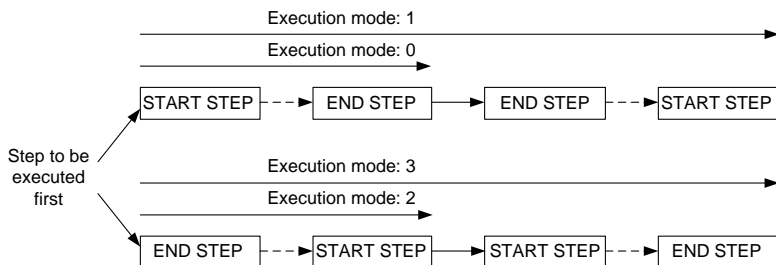 Execution mode: 1
Execution mode: 0
START STEP
END STEP
END STEP
START STEP
Step to be
executed
first
Execution mode: 3
Execution mode: 2
END STEP
START STEP
START STEP
END STEP